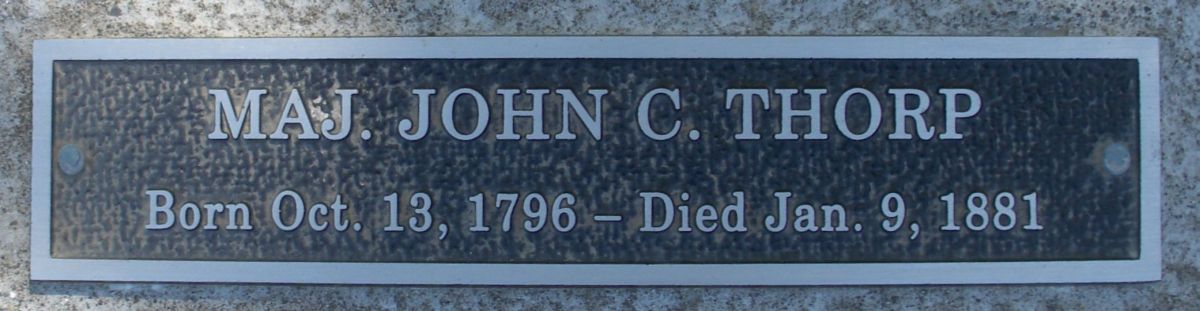 MAJ. JOHN C. THORP
Born Oct. 13, 1796 – Died Jan. 9, 1881